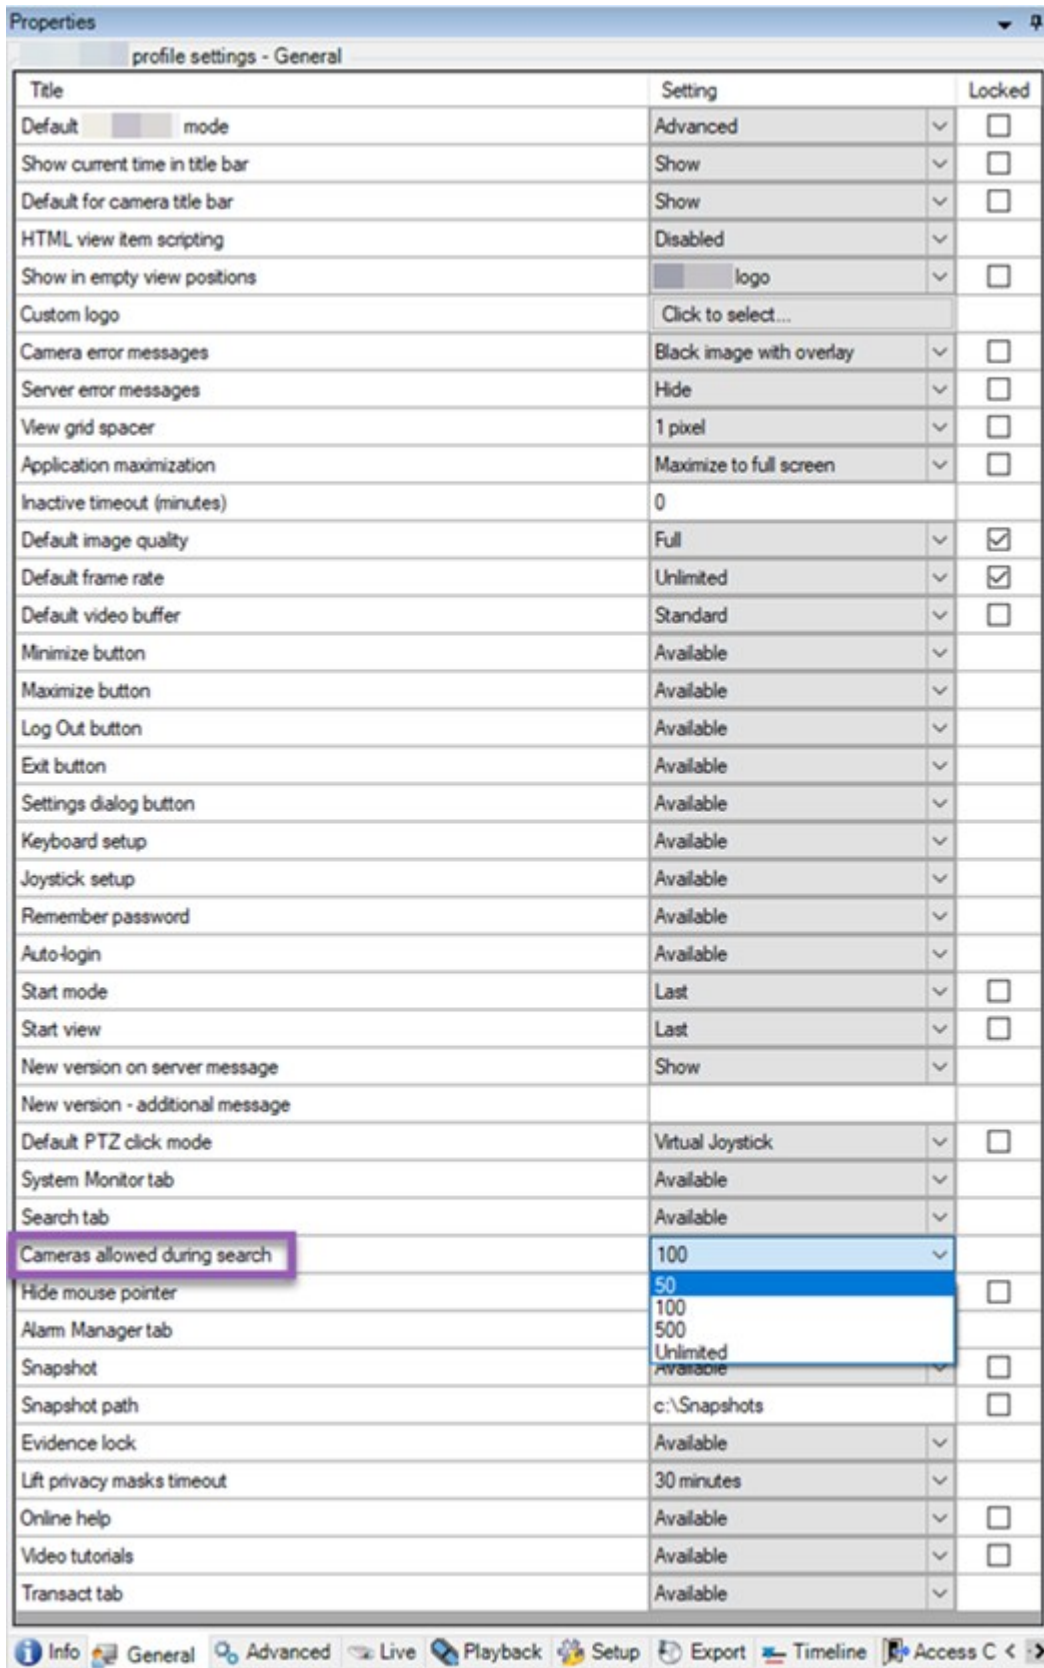 Properties
profile settings - General
Title Setting Locked
Default mode Advanced
Show current time in title bar Show
Default for camera title bar Show
HTML view item scripting Disabled
Show in empty view positions logo
Custom logo Click to select...
Camera error messages Black image with overlay
Server error messages Hide
View grid spacer 1 pixel
Application maximization Maximize to full screen
Inactive timeout (minutes) 0
Default image quality Full
Default frame rate Unlimited
Default video buffer Standard
Minimize button Available
Maximize button Available
Log Out button Available
Exit button Available
Settings dialog button Available
Keyboard setup Available
Joystick setup Available
Remember password Available
Auto-login Available
Start mode Last
Start view Last
New version on server message Show
New version - additional message
Default PTZ click mode Virtual Joystick
System Monitor tab Available
Search tab Available
Cameras allowed during search 100
50
Hide mouse pointer
100
Alarm Manager tab 500
Unlimited
Snapshot Available
Snapshot path c:\Snapshots
Evidence lock Available
Lift privacy masks timeout 30 minutes
Online help Available
Video tutorials Available
Transact tab Available
Info General Advanced Live Playback Setup Export Timeline Access C